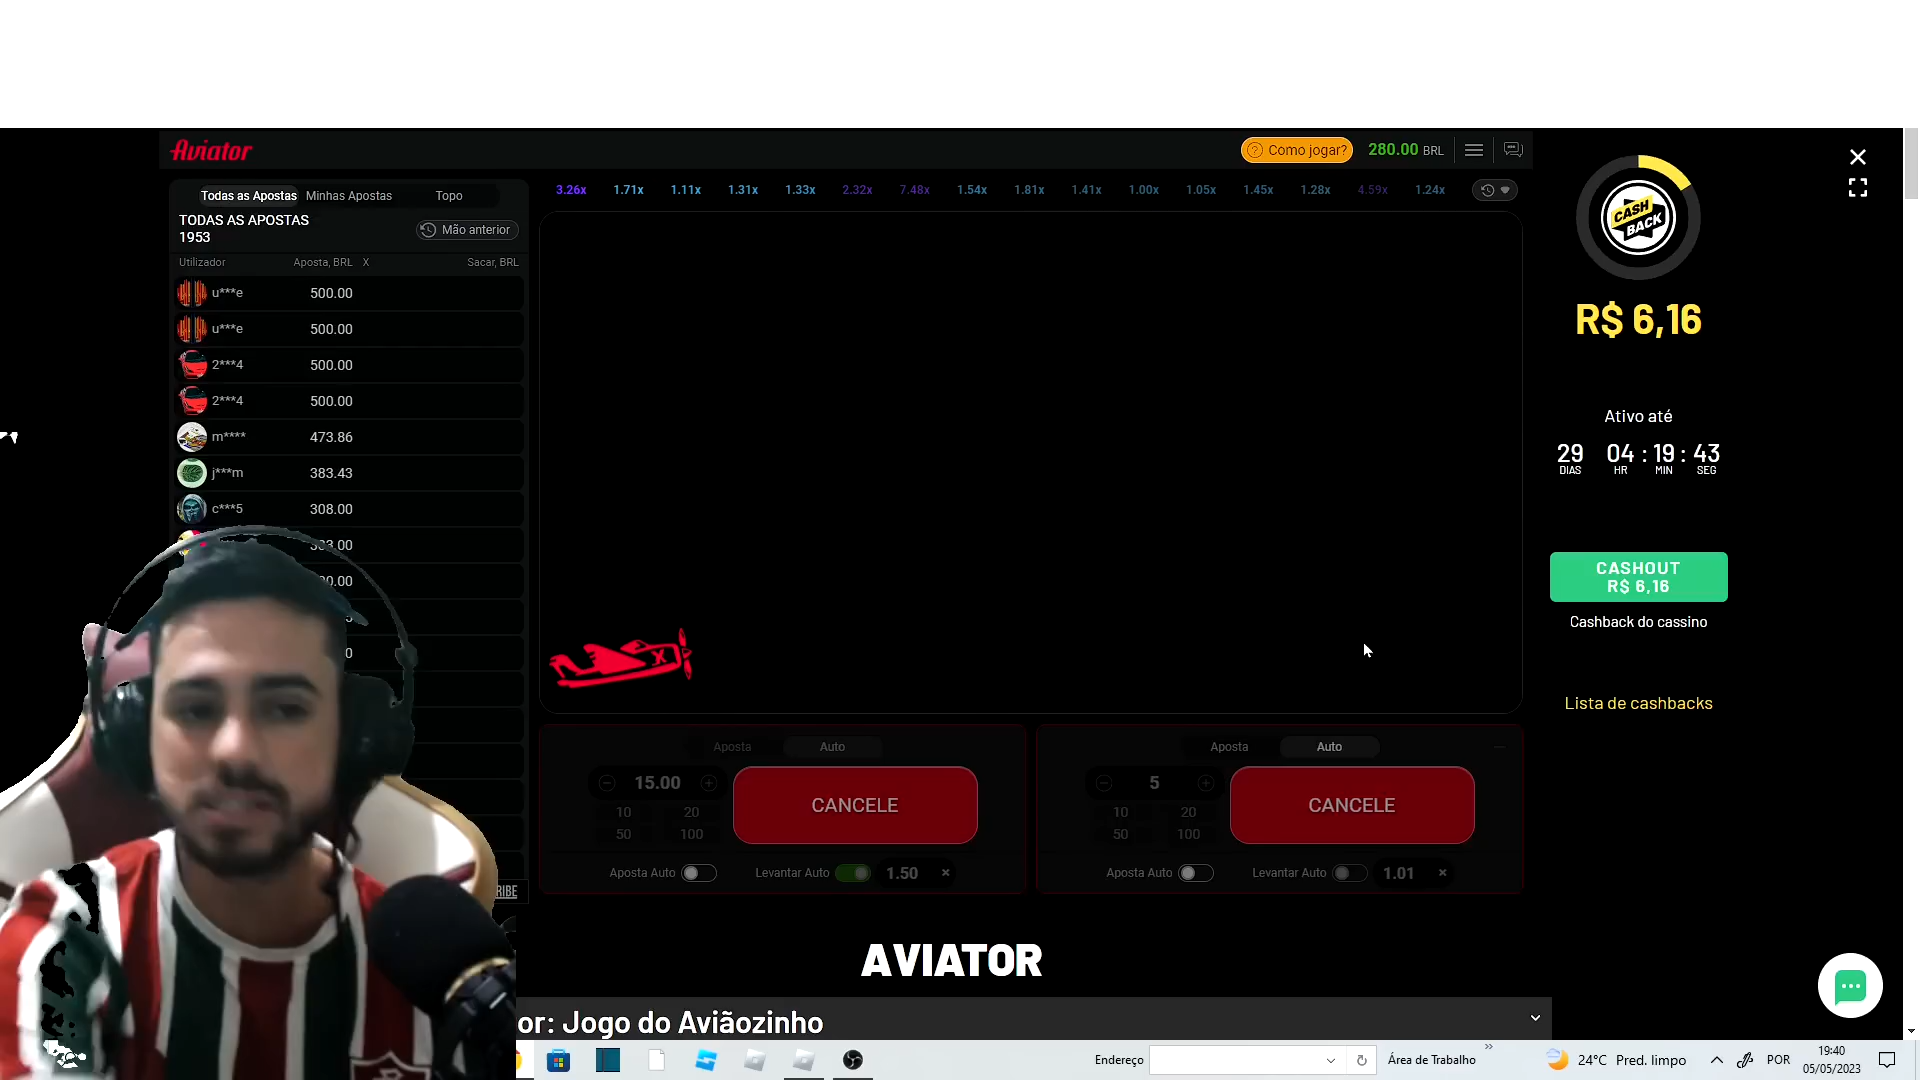 Aviator
? Como jogar?
280.00 BRL
3.26x 1.71x 1.11x 1.31x 1.33x 2.32x 7.48x 1.54x 1.81x 1.41x 1.00x 1.05x 1.45x 1.28x 4.59x 1.24x
Todas as Apostas Minhas Apostas Topo
TODAS AS APOSTAS
1953
Mão anterior
Utilizador Aposta, BRL X Sacar, BRL
u***e 500.00
u***e 500.00
2***4 500.00
2***4 500.00
m**** 473.86
j***m 383.43
c***5 308.00
CASH
BACK
R$ 6,16
Ativo até
29 04 : 19 : 43
DIAS HR MIN SEG
CASHOUT
R$ 6,16
Cashback do cassino
Lista de cashbacks
Aposta Auto
15.00
CANCELE
10 20
50 100
Aposta Auto
Levantar Auto
1.50 ×
Aposta Auto
5
CANCELE
10 20
50 100
Aposta Auto
Levantar Auto
1.01 ×
RIBE
AVIATOR
or: Jogo do Aviãozinho
Endereço
Área de Trabalho
24°C Pred. limpo
POR
19:40
05/05/2023